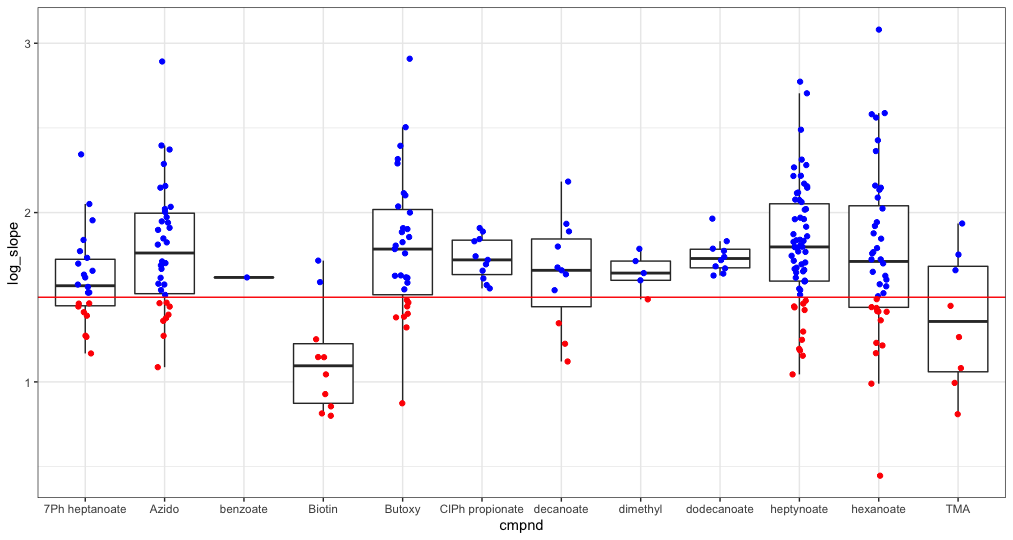 log_slope
3
2
1
7Ph heptanoate Azido benzoate Biotin Butoxy ClPh propionate decanoate dimethyl dodecanoate heptynoate hexanoate TMA
cmpnd